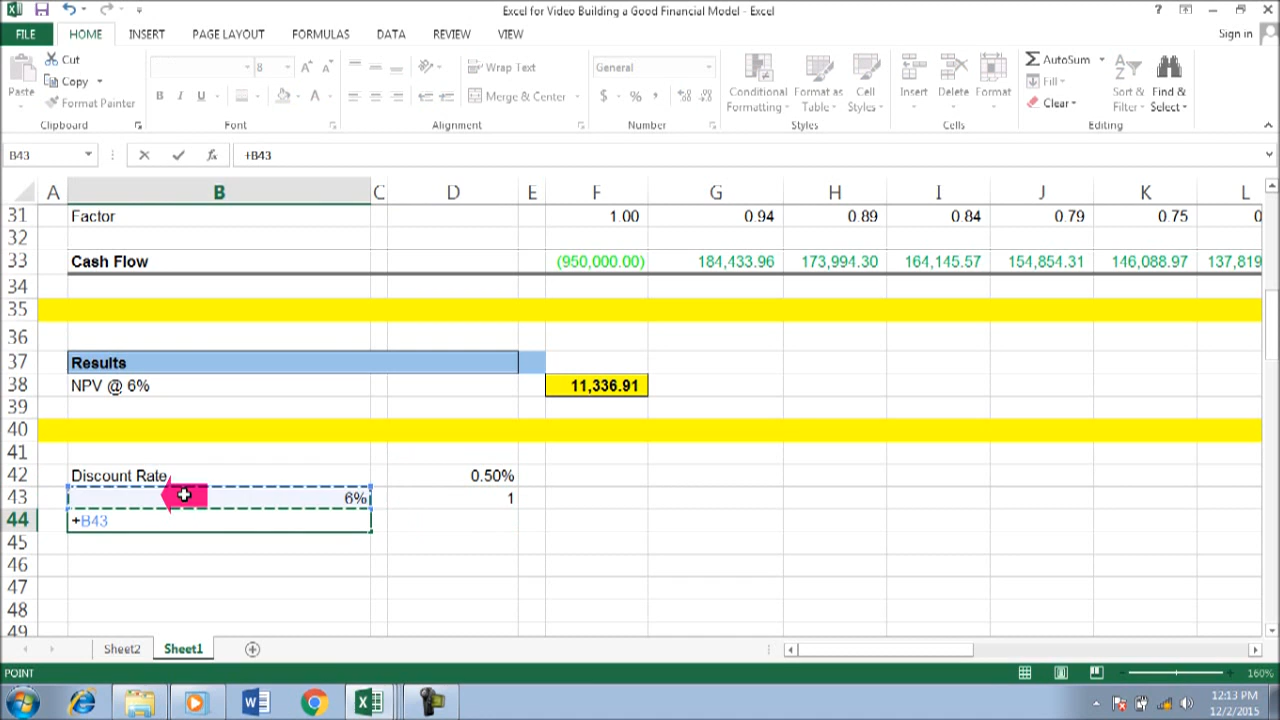 Excel for Video Building a Good Financial Model - Excel
?
FILE HOME INSERT PAGE LAYOUT FORMULAS DATA REVIEW VIEW Sign in
Paste
Cut
Copy
Format Painter
Clipboard
8 A A
B I U A
Font
Wrap Text
Merge & Center
Alignment
General
$ % ,
Number
Conditional Formatting
Format as Table
Cell Styles
Styles
Insert
Delete
Format
Cells
AutoSum
Fill
Clear
Sort & Filter
Find & Select
Editing
B43 fx +B43
A B C D E F G H I J K L
31 Factor 1.00 0.94 0.89 0.84 0.79 0.75 0
32
33 Cash Flow (950,000.00) 184,433.96 173,994.30 164,145.57 154,854.31 146,088.97 137,819
34
35
36
37 Results
38 NPV @ 6% 11,336.91
39
40
41
42 Discount Rate 0.50%
43 6% 1
44 +B43
45
46
47
48
49
Sheet2 Sheet1
POINT 160%
12:13 PM
12/2/2015